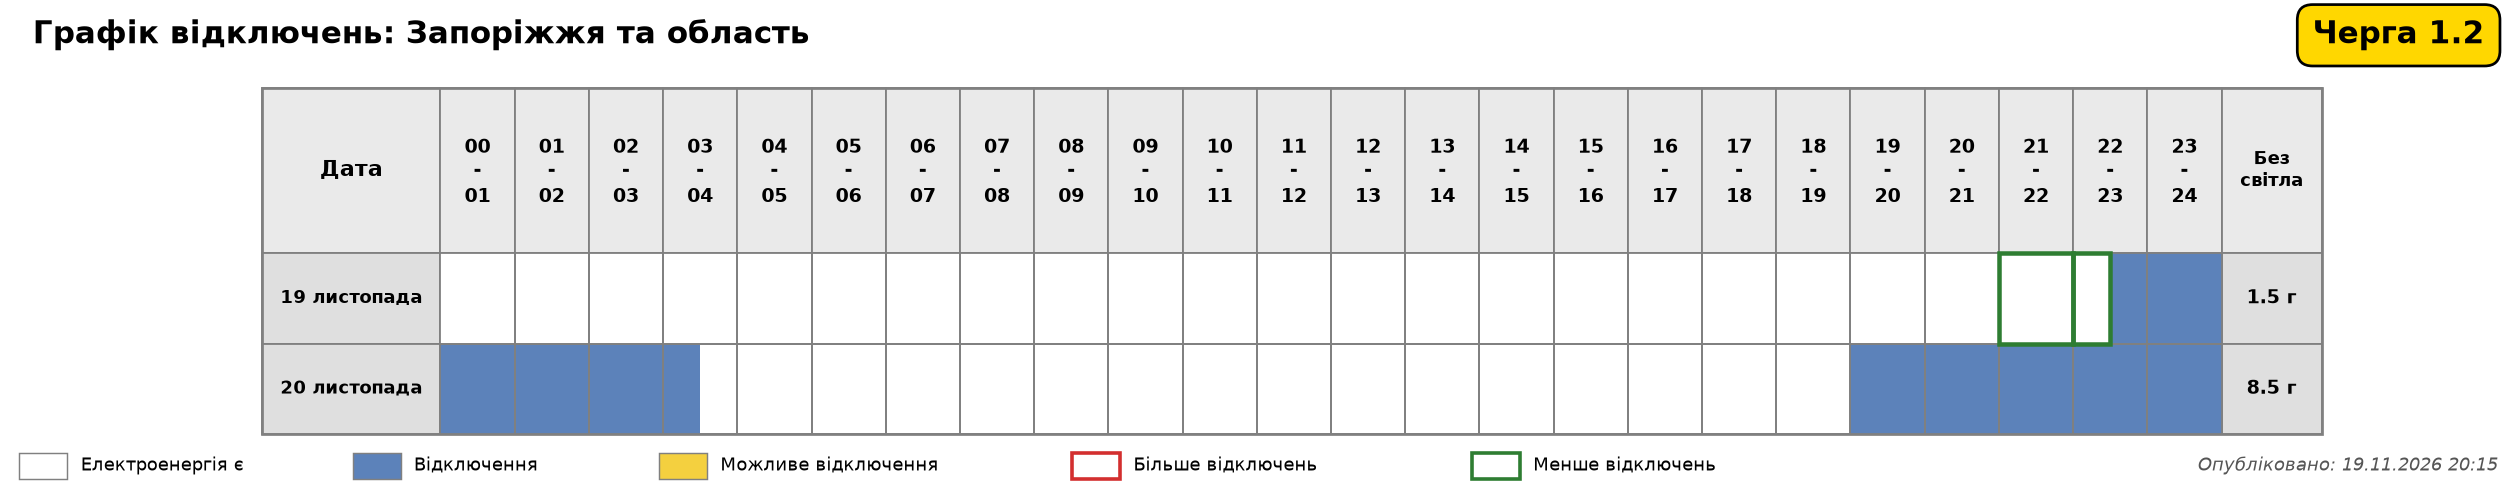 Графік відключень: Запоріжжя та область
Черга 1.2
Дата
00 - 01
01 - 02
02 - 03
03 - 04
04 - 05
05 - 06
06 - 07
07 - 08
08 - 09
09 - 10
10 - 11
11 - 12
12 - 13
13 - 14
14 - 15
15 - 16
16 - 17
17 - 18
18 - 19
19 - 20
20 - 21
21 - 22
22 - 23
23 - 24
Без
світла
19 листопада
1.5 г
20 листопада
8.5 г
Електроенергія є
Відключення
Можливе відключення
Більше відключень
Менше відключень
Опубліковано: 19.11.2026 20:15